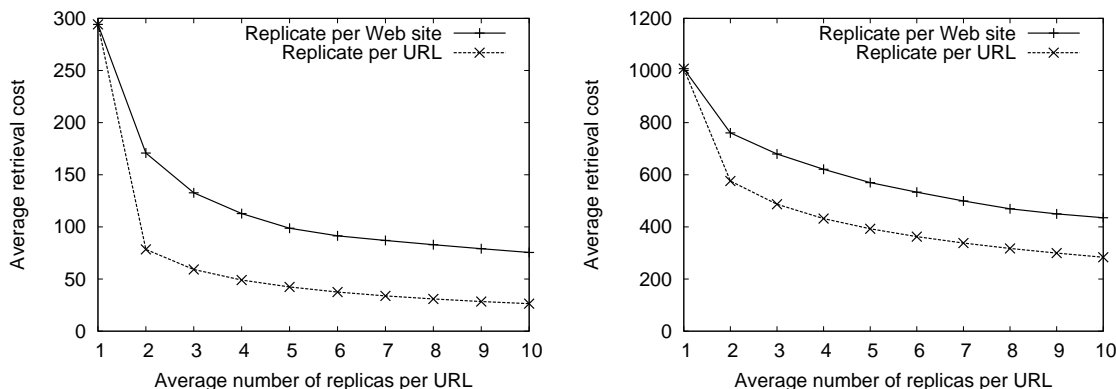 300
250
200
150
100
50
0
Average retrieval cost
Replicate per Web site
Replicate per URL
1 2 3 4 5 6 7 8 9 10
Average number of replicas per URL
1200
1000
800
600
400
200
0
Average retrieval cost
Replicate per Web site
Replicate per URL
1 2 3 4 5 6 7 8 9 10
Average number of replicas per URL